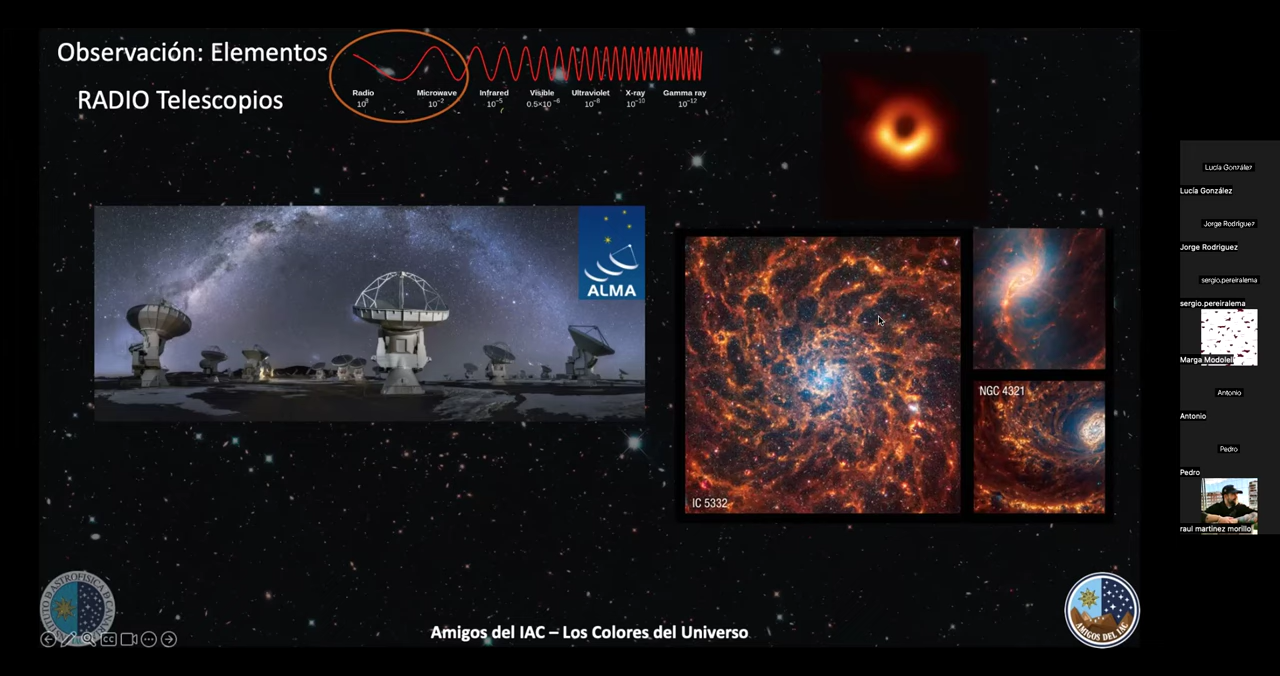 Observación: Elementos
RADIO Telescopios
Radio Microwave Infrared Visible Ultraviolet X-ray Gamma ray
10³ 10⁻² 10⁻⁵ 0.5×10⁻⁶ 10⁻⁸ 10⁻¹⁰ 10⁻¹²
ALMA
IC 5332
NGC 4321
Amigos del IAC – Los Colores del Universo
AMIGOS DEL IAC
CC
Lucía González
Lucía González
Jorge Rodriguez
Jorge Rodriguez
sergio.pereiralema
sergio.pereiralema
Marga Modolell
Antonio
Antonio
Pedro
Pedro
raul martinez morillo